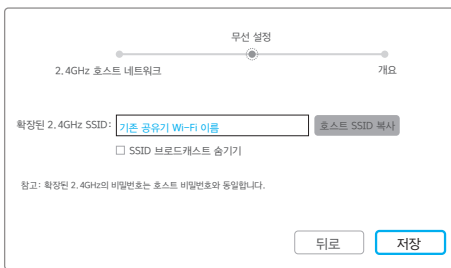 무선 설정
2.4GHz 호스트 네트워크
개요
확장된 2.4GHz SSID: 기존 공유기 Wi-Fi 이름 호스트 SSID 복사
SSID 브로드캐스트 숨기기
참고: 확장된 2.4GHz의 비밀번호는 호스트 비밀번호와 동일합니다.
뒤로 저장